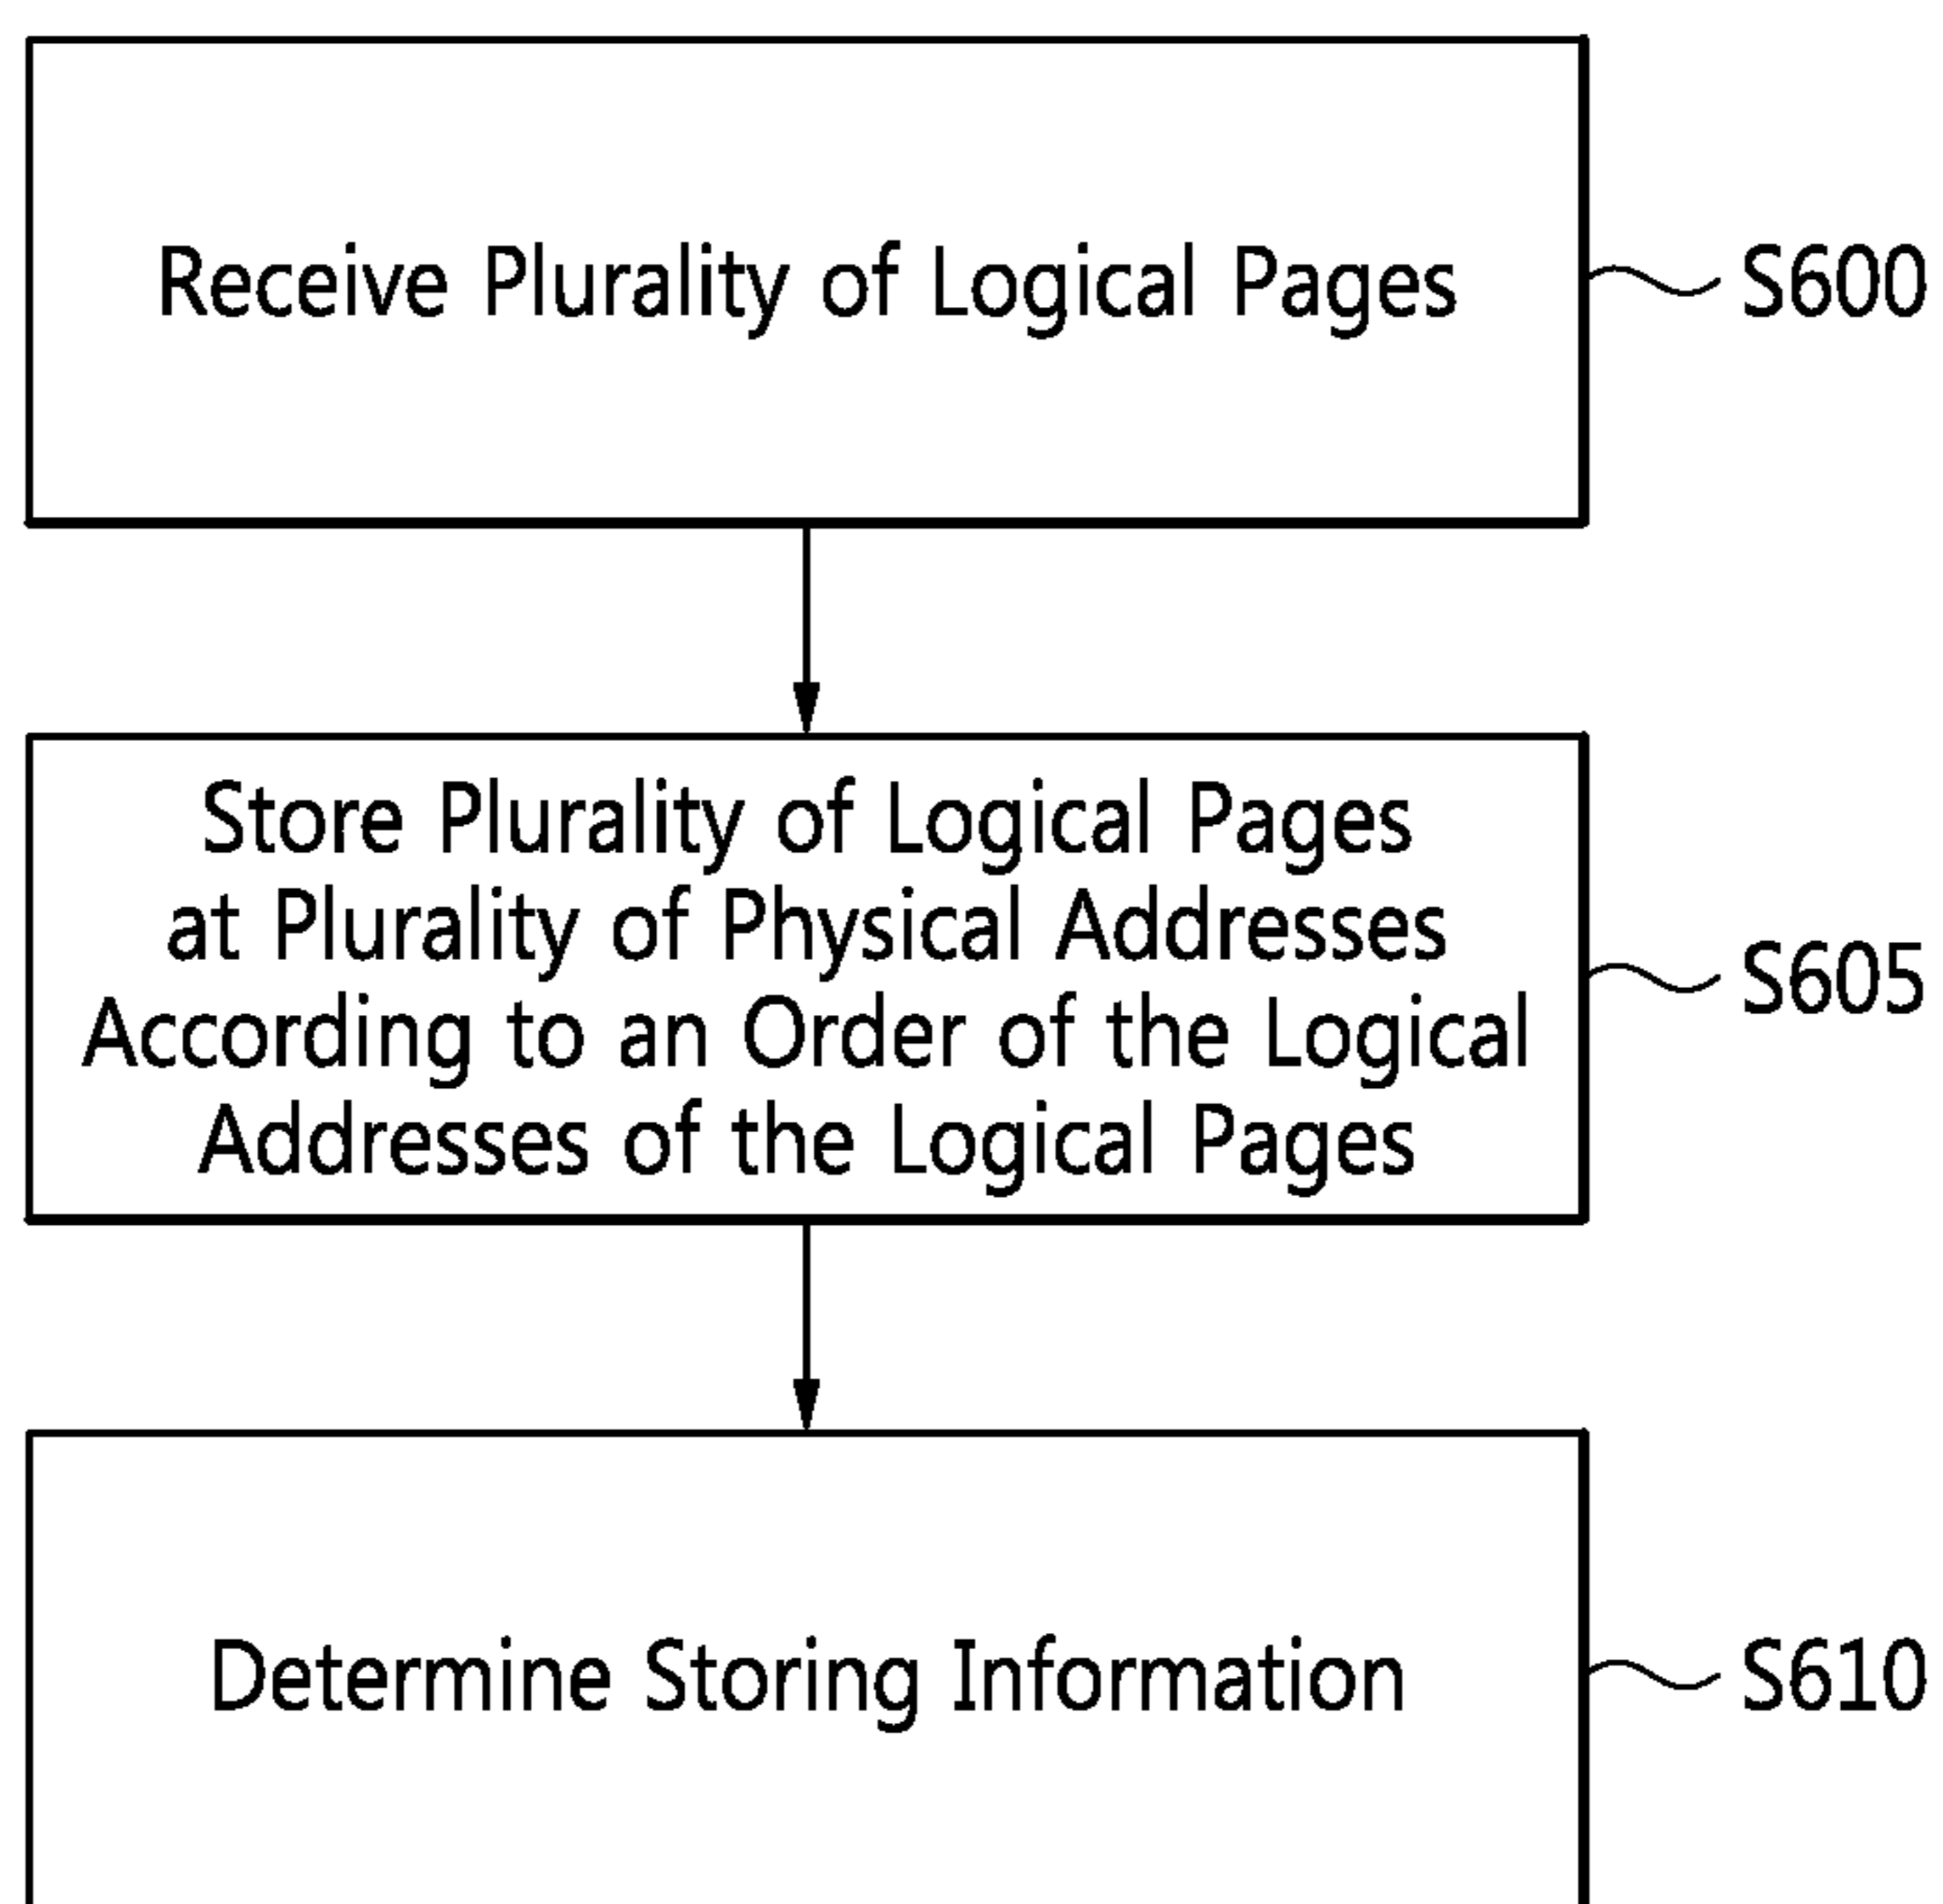 Receive Plurality of Logical Pages
S600
Store Plurality of Logical Pages
at Plurality of Physical Addresses
According to an Order of the Logical
Addresses of the Logical Pages
S605
Determine Storing Information
S610